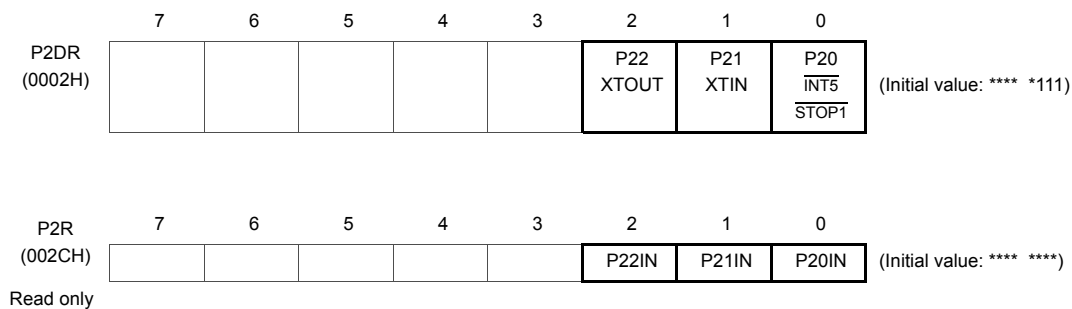 7 6 5 4 3 2 1 0
P2DR
(0002H)
P22
XTOUT
P21
XTIN
P20
INT5
STOP1
(Initial value: **** *111)
P2R
(002CH)
Read only
7 6 5 4 3 2 1 0
P22IN P21IN P20IN
(Initial value: **** ****)